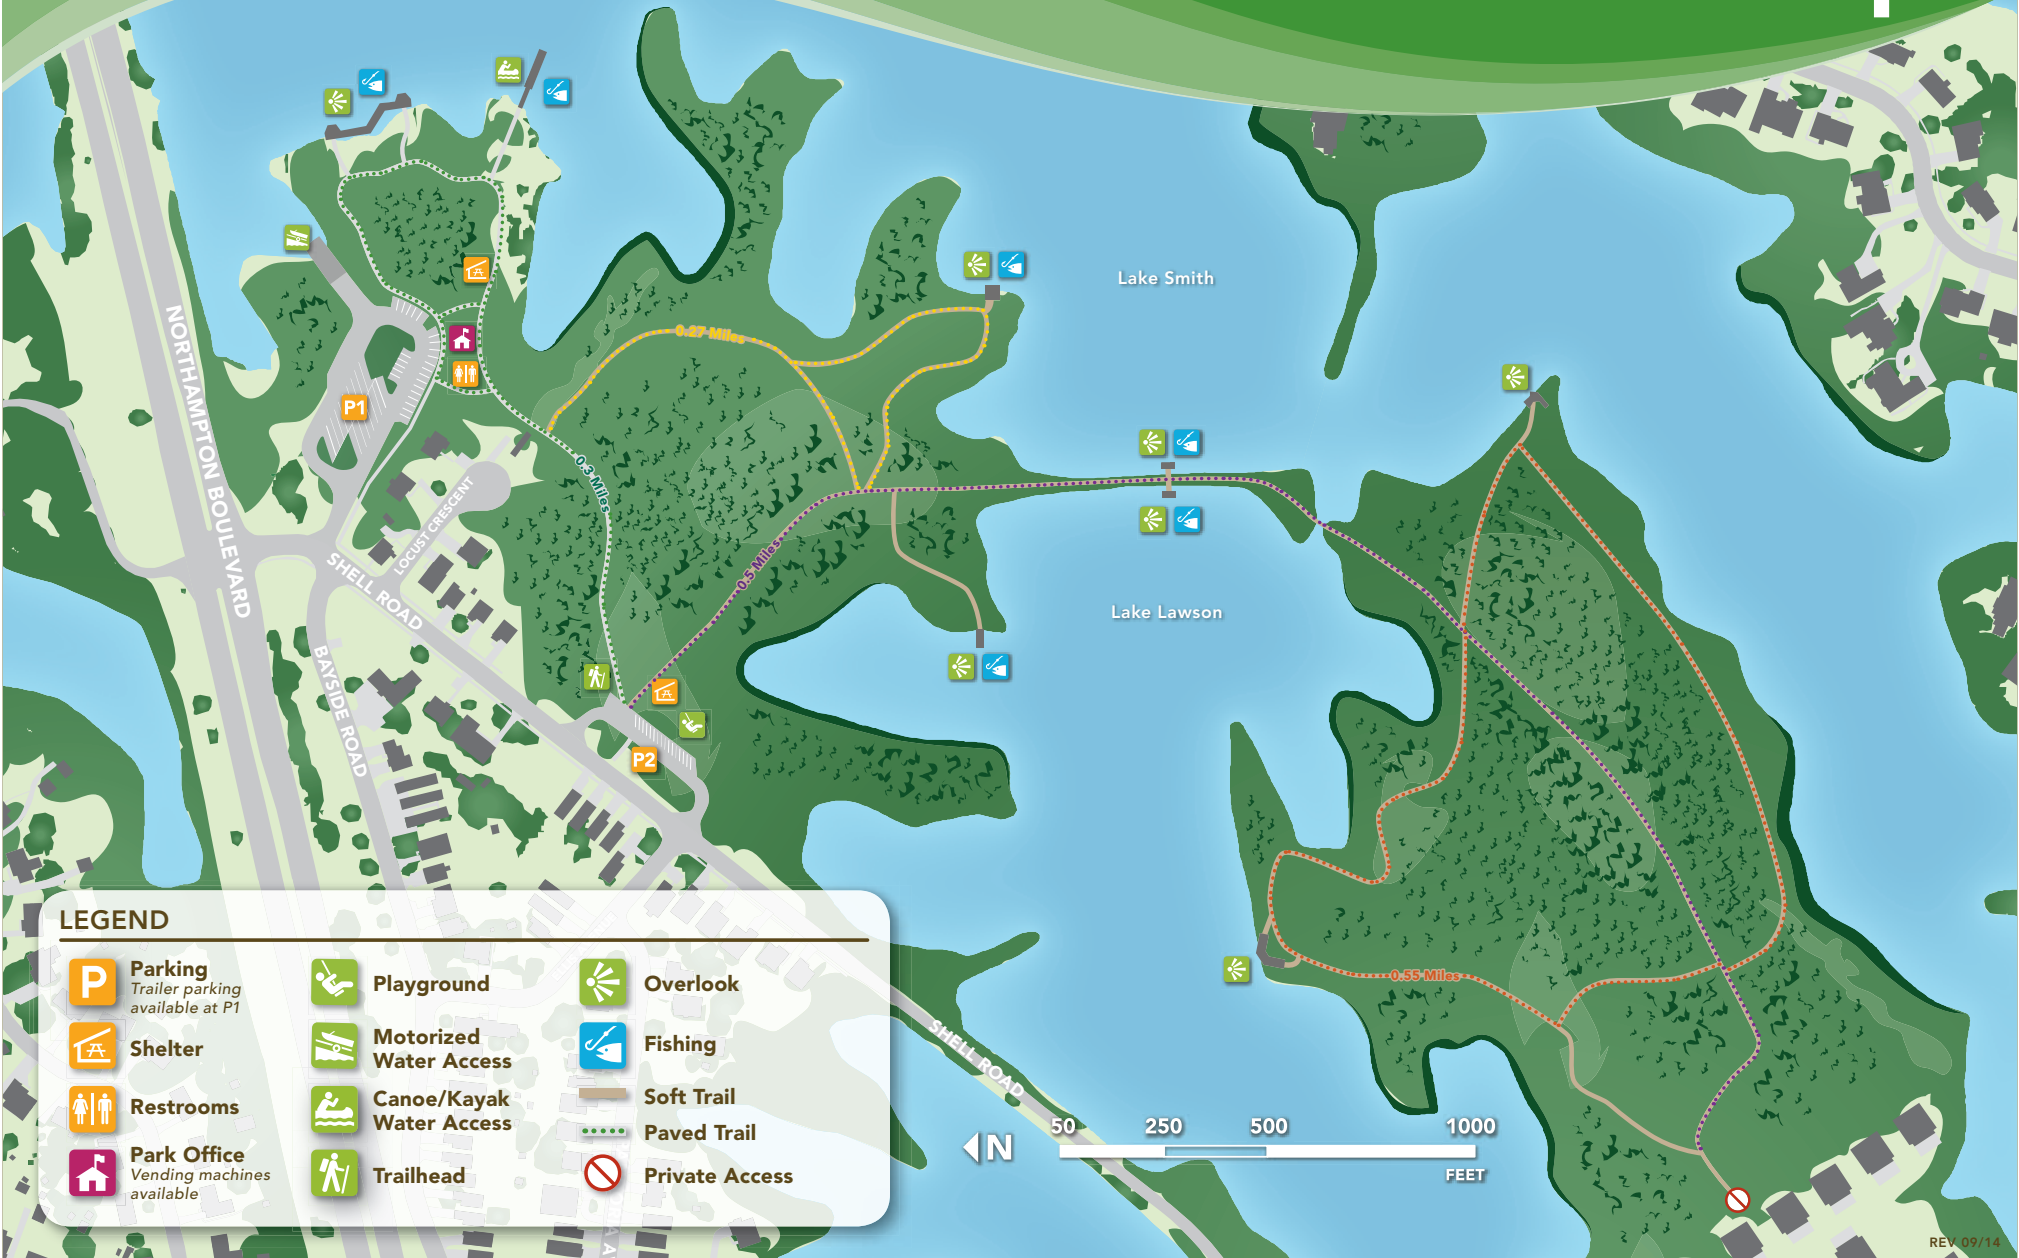 Lake Smith
0.27 Miles
NORTHAMPTON BOULEVARD
P1
0.3 Miles
LOCUST CRESCENT
0.5 Miles
SHELL ROAD
Lake Lawson
BAYSIDE ROAD
P2
0.55 Miles
SHELL ROAD
LEGEND
P
Parking
Trailer parking
available at P1
Shelter
Restrooms
Park Office
Vending machines
available
Playground
Motorized
Water Access
Canoe/Kayak
Water Access
Trailhead
Overlook
Fishing
Soft Trail
Paved Trail
Private Access
N
50 250 500 1000
FEET
REV 09/14